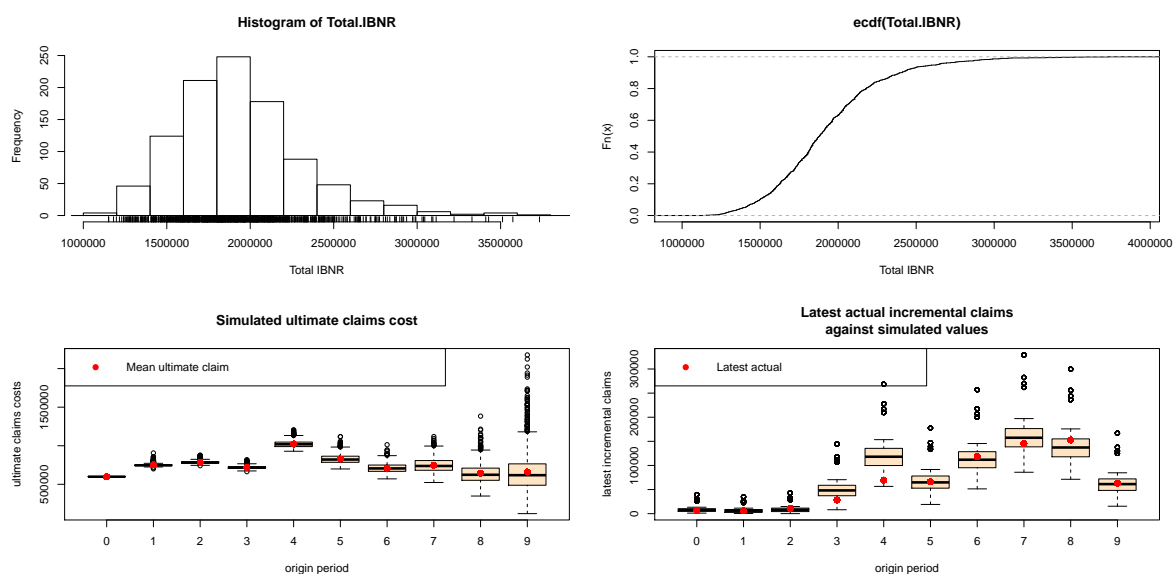 Histogram of Total.IBNR
Frequency
0 50 100 150 200 250
1000000 1500000 2000000 2500000 3000000 3500000
Total IBNR
ecdf(Total.IBNR)
Fn(x)
0.0 0.2 0.4 0.6 0.8 1.0
1000000 1500000 2000000 2500000 3000000 3500000 4000000
Total IBNR
Simulated ultimate claims cost
Mean ultimate claim
ultimate claims costs
500000 1500000
0 1 2 3 4 5 6 7 8 9
origin period
Latest actual incremental claims
against simulated values
Latest actual
latest incremental claims
0 100000 200000 300000
0 1 2 3 4 5 6 7 8 9
origin period